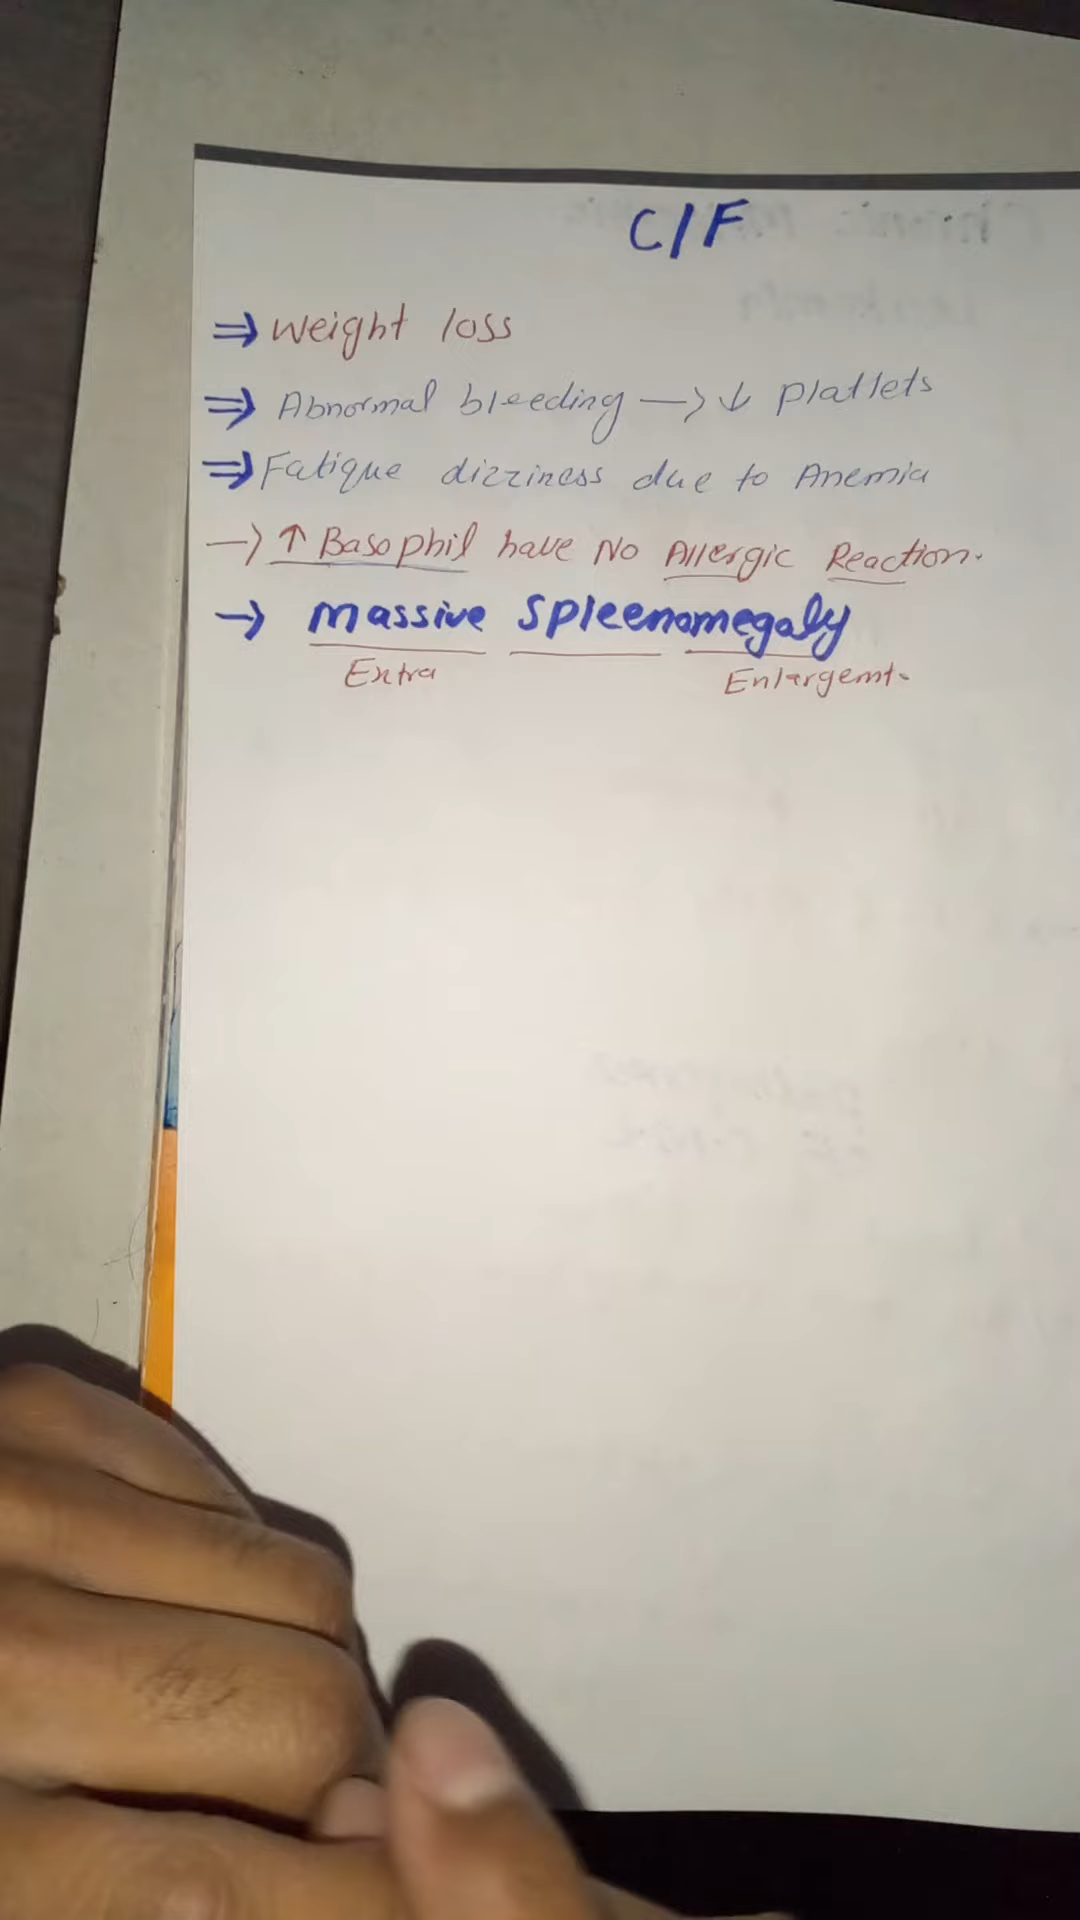 C/F
⇒ Weight loss
⇒ Abnormal bleeding → ↓ Platlets
⇒ Fatique dizziness due to Anemia
→ ↑ Basophil have No Allergic Reaction.
→ Massive Spleenomegaly
Extra Enlargemt.